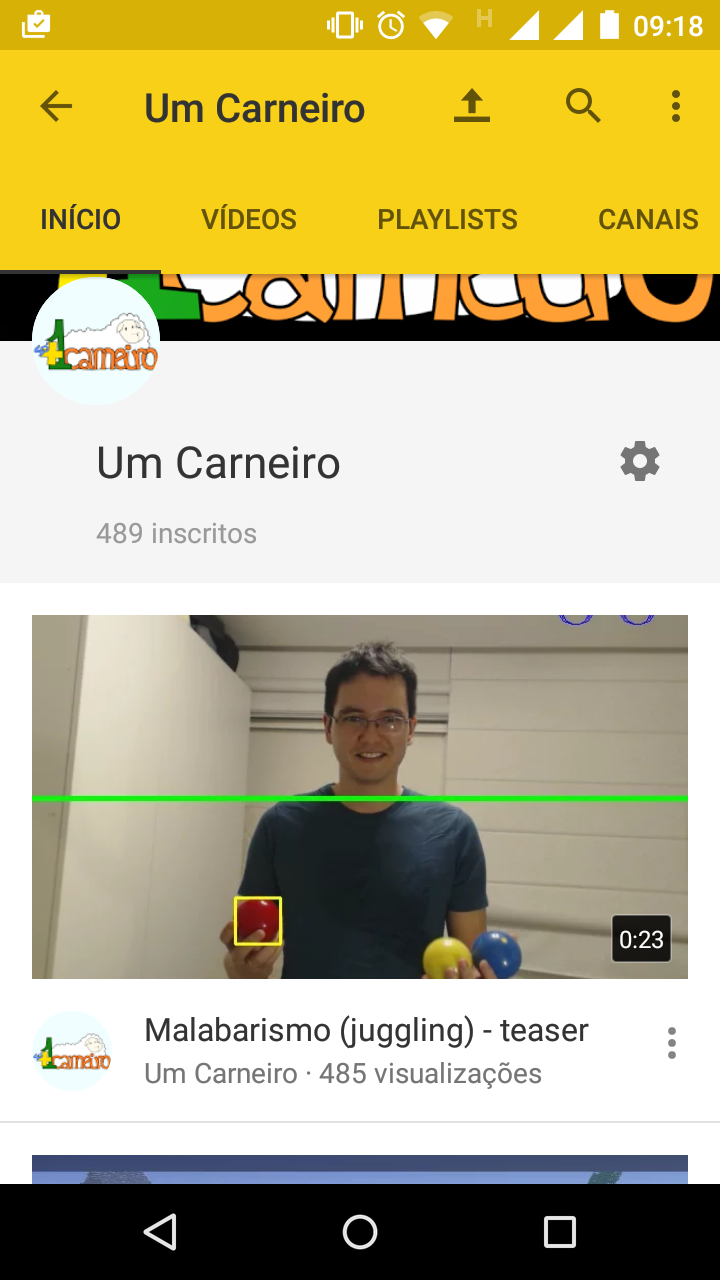 H 09:18
Um Carneiro
INÍCIO VÍDEOS PLAYLISTS CANAIS
1carneiro
+1carneiro
Um Carneiro
489 inscritos
0:23
Malabarismo (juggling) - teaser
+1carneiro
Um Carneiro · 485 visualizações